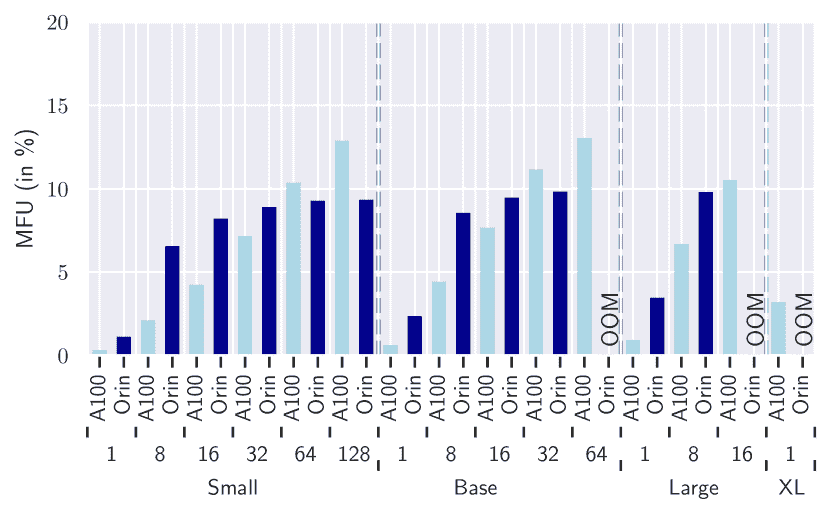 20
15
10
5
0
MFU (in %)
OOM
OOM
OOM
A100 Orin A100 Orin A100 Orin A100 Orin A100 Orin A100 Orin A100 Orin A100 Orin A100 Orin A100 Orin A100 Orin A100 Orin A100 Orin A100 Orin A100 Orin
1 8 16 32 64 128 1 8 16 32 64 1 8 16 1
Small Base Large XL